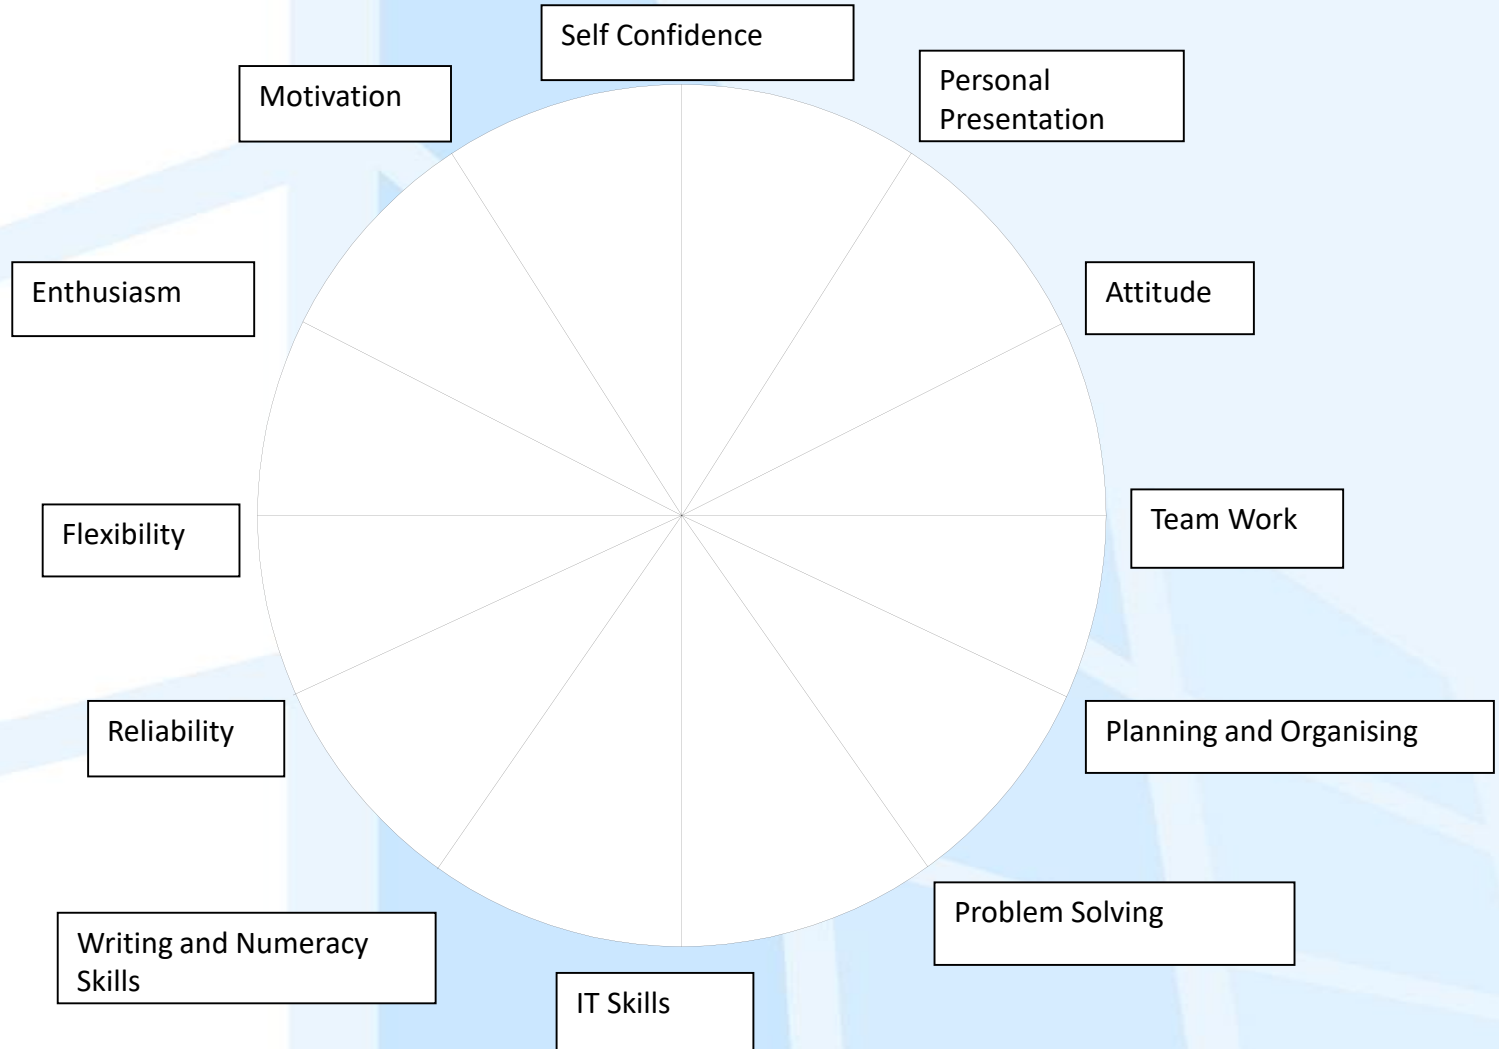 Self Confidence
Personal
Presentation
Motivation
Enthusiasm
Attitude
Flexibility
Team Work
Reliability
Planning and Organising
Problem Solving
Writing and Numeracy
Skills
IT Skills